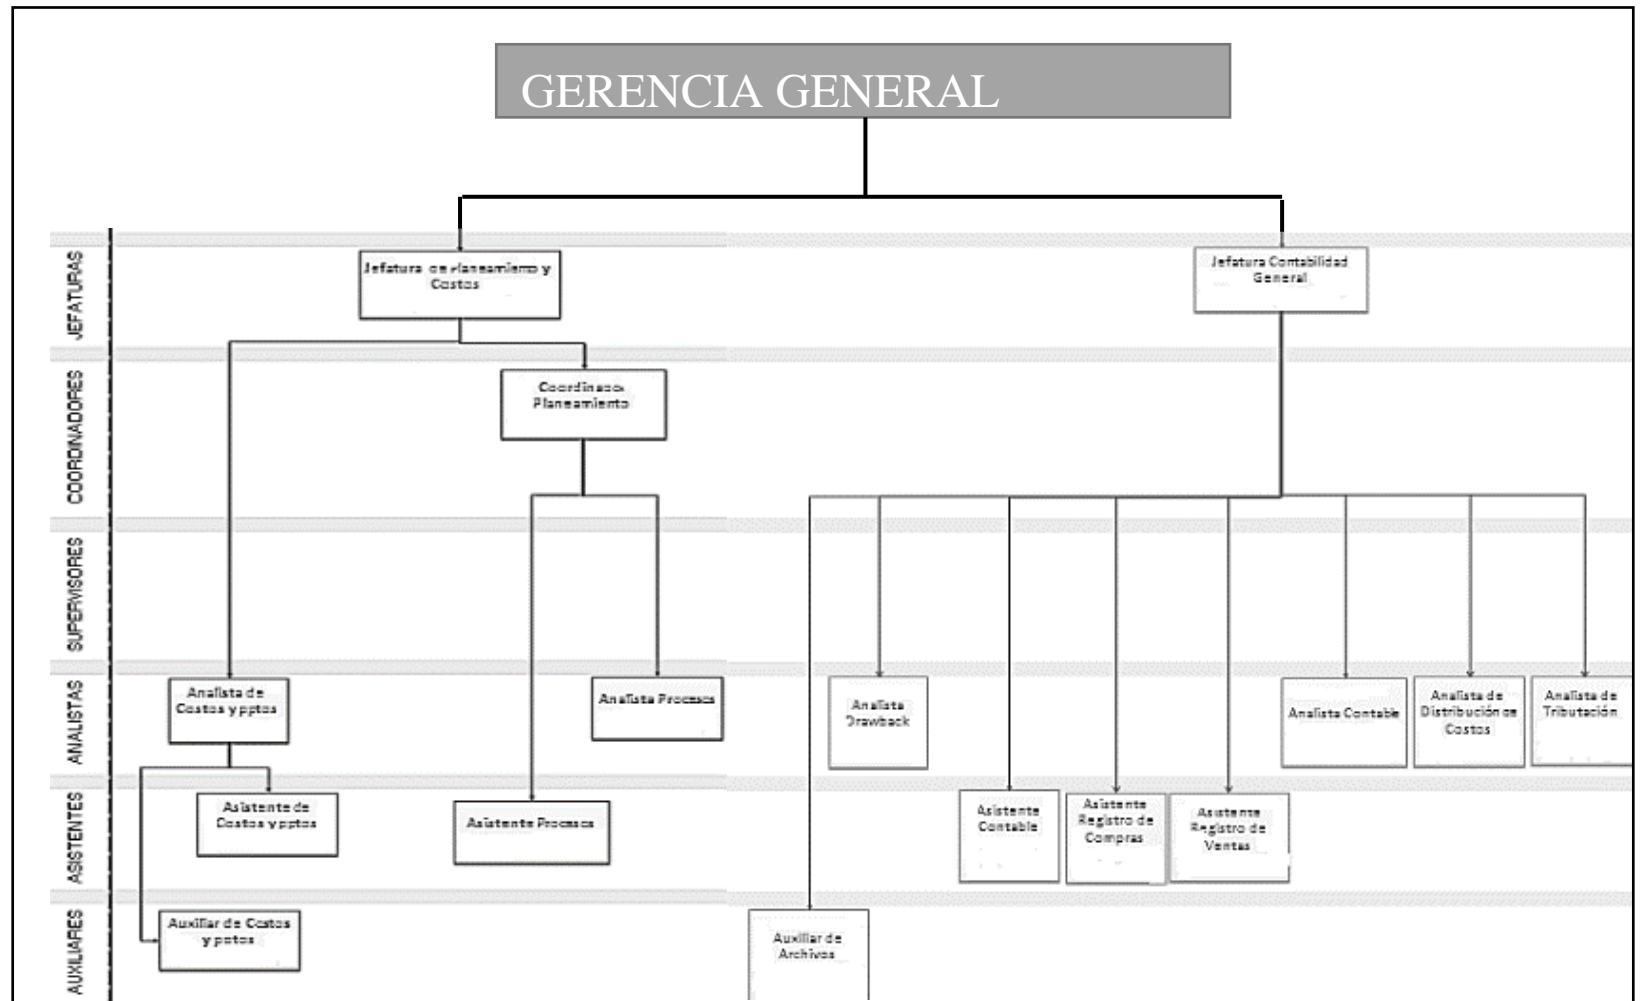 GERENCIA GENERAL
JEFATURAS
Jefatura de Planeamiento y
Costos
Jefatura Contabilidad
General
COORDINADORES
Coordinador
Planeamiento
SUPERVISORES
ANALISTAS
Analista de
Costos y pptos
Analista Procesos
Analista
Drawback
Analista Contable
Analista de
Distribución de
Costos
Analista de
Tributación
ASISTENTES
Asistente de
Costos y pptos
Asistente Procesos
Asistente
Contable
Asistente
Registro de
Compras
Asistente
Registro de
Ventas
AUXILIARES
Auxiliar de Costos
y pptos
Auxiliar de
Archivos